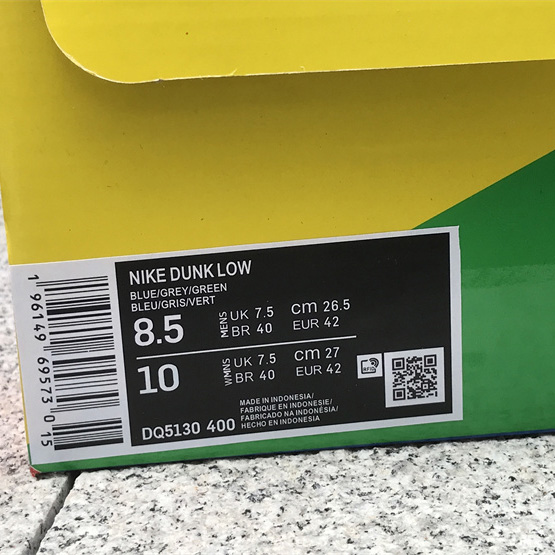 NIKE DUNK LOW
BLUE/GREY/GREEN
BLEU/GRIS/VERT
8.5 MENS UK 7.5 CM 26.5
BR 40 EUR 42
10 WMNS UK 7.5 CM 27
BR 40 EUR 42
RFID
MADE IN INDONESIA/
FABRIQUE EN INDONESIE/
FABRICADO NA INDONÉSIA/
HECHO EN INDONESIA
DQ5130 400
1 96149 69573 0 15